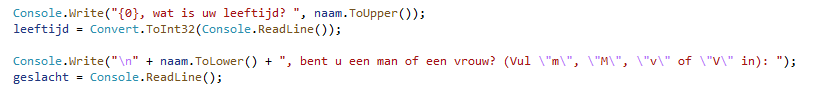 Console.Write("{0}, wat is uw leeftijd? ", naam.ToUpper());
leeftijd = Convert.ToInt32(Console.ReadLine());
Console.Write("\n" + naam.ToLower() + ", bent u een man of een vrouw? (Vul \"m\", \"M\", \"v\" of \"V\" in): ");
geslacht = Console.ReadLine();